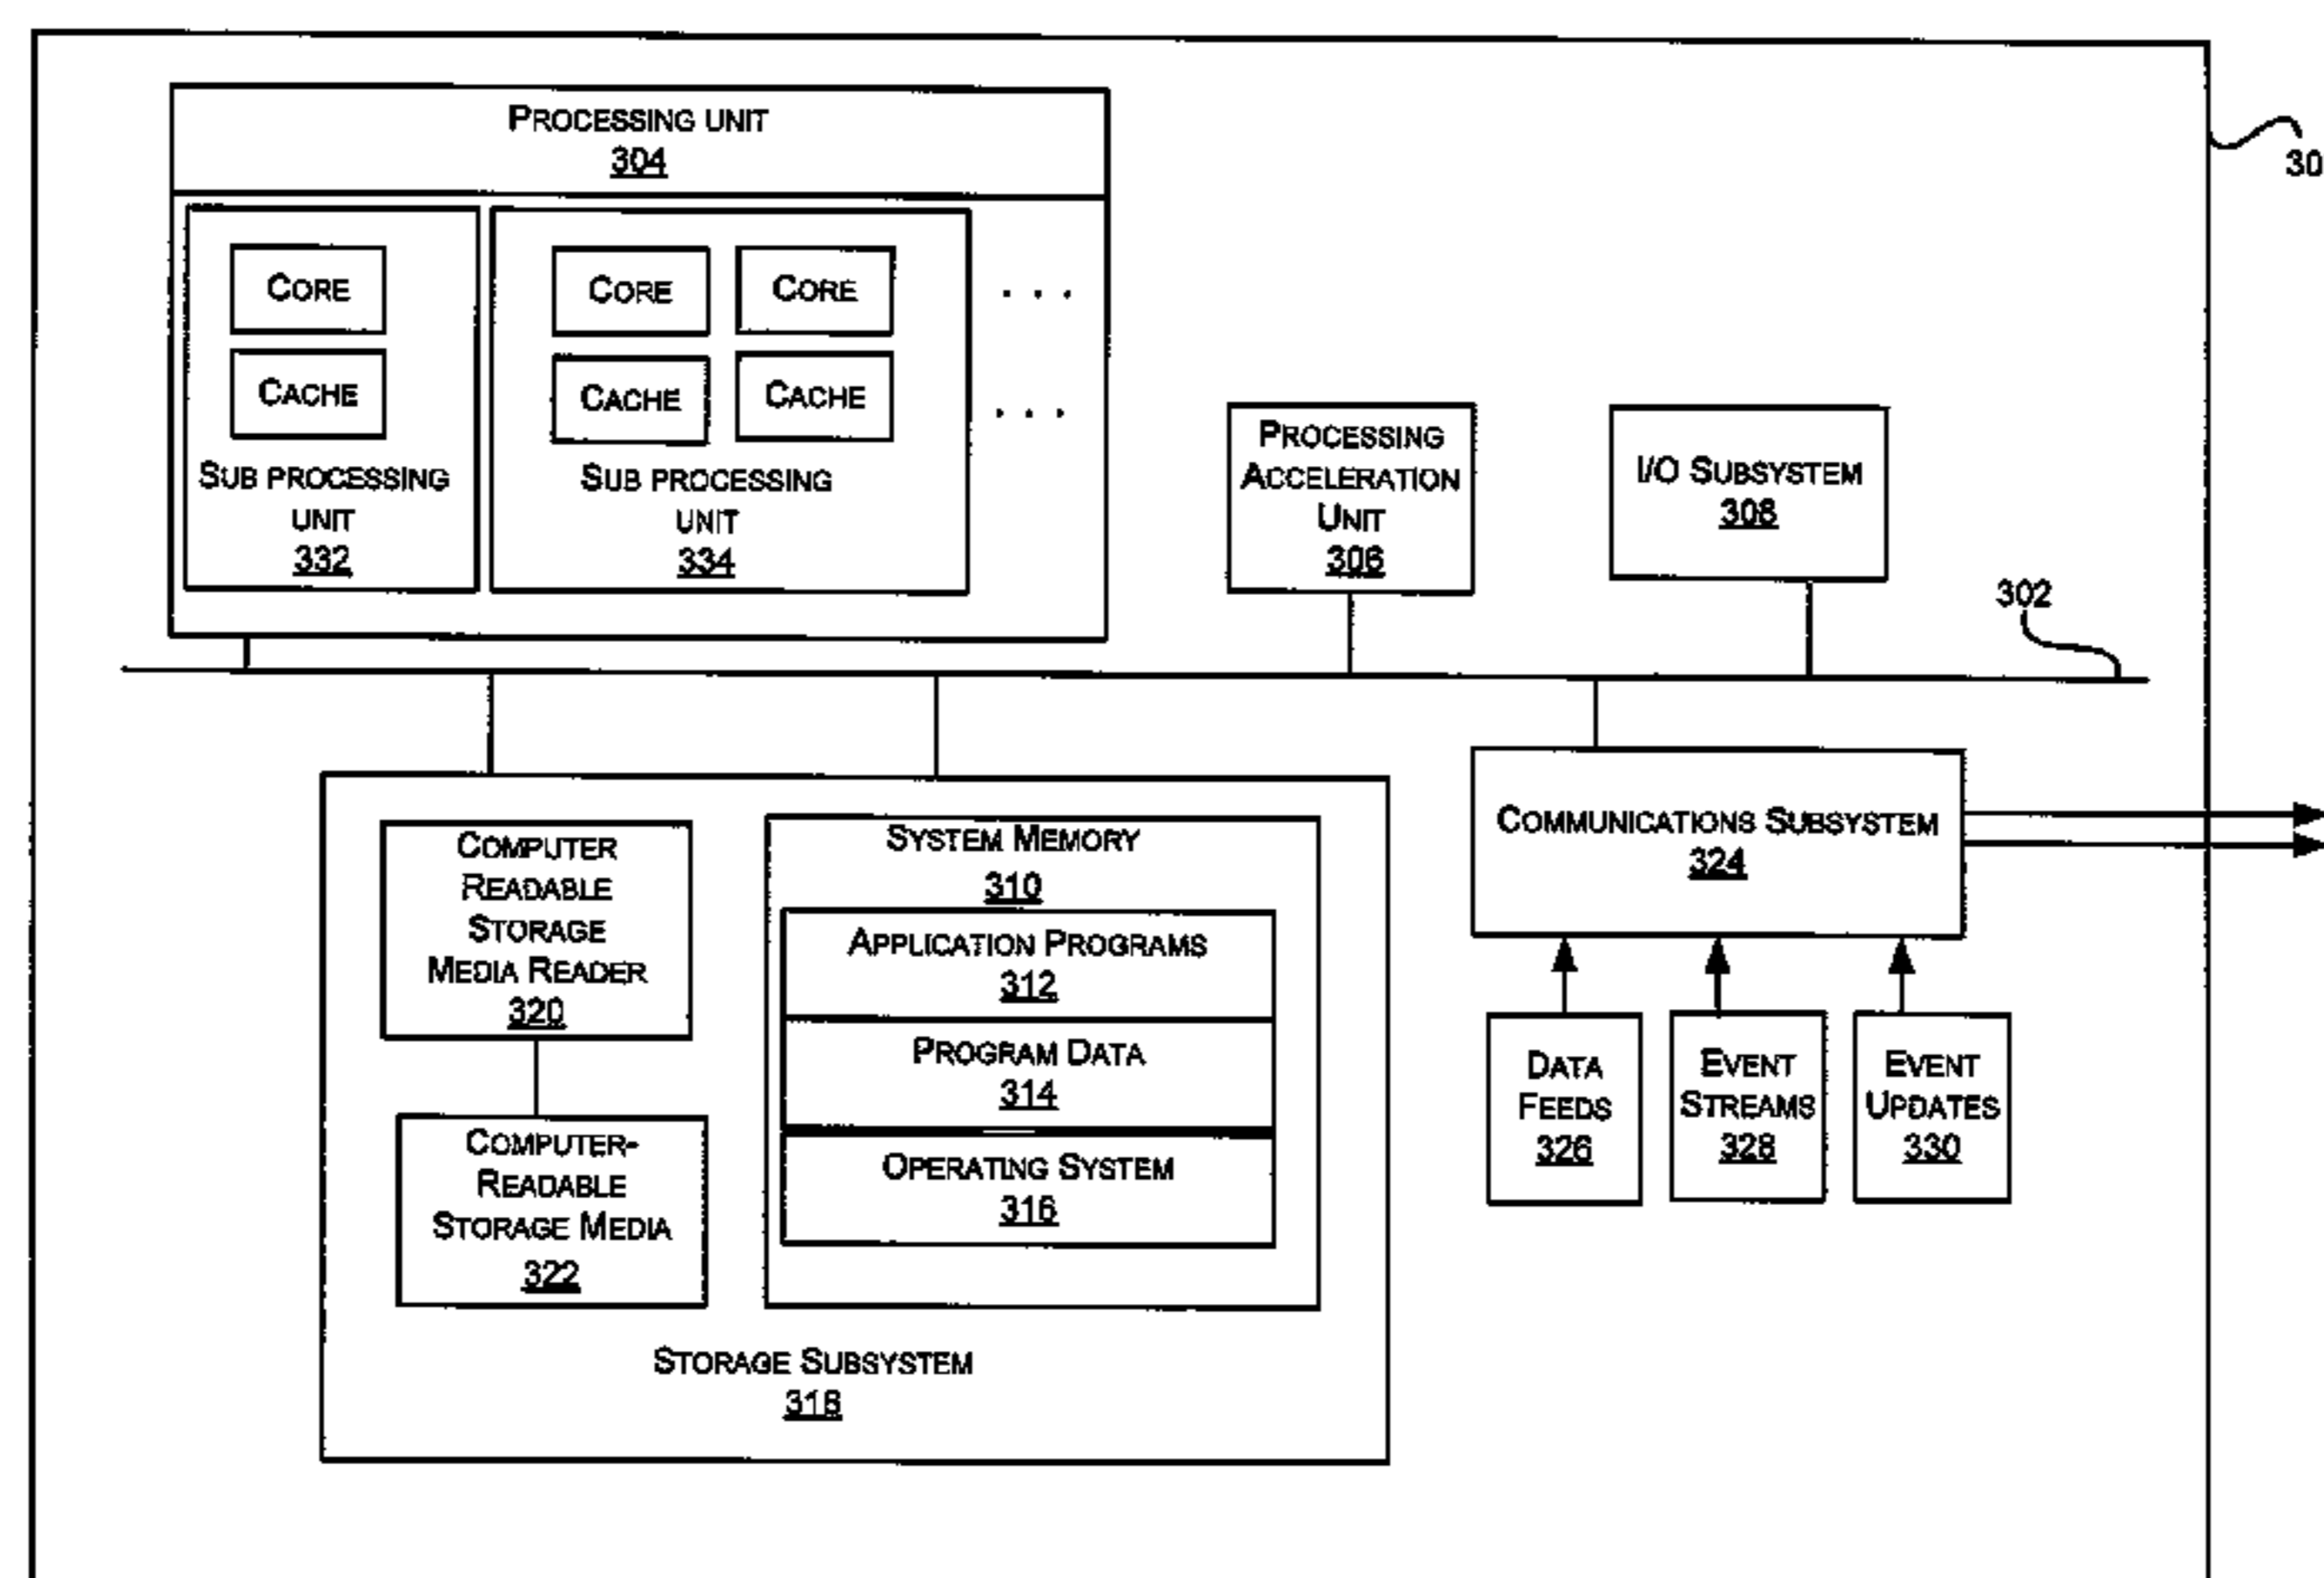 PROCESSING UNIT
304
CORE
CACHE
SUB PROCESSING
UNIT
332
CORE
CORE
CACHE
CACHE
SUB PROCESSING
UNIT
334
. . .
. . .
PROCESSING
ACCELERATION
UNIT
306
I/O SUBSYSTEM
308
30
302
COMPUTER
READABLE
STORAGE
MEDIA READER
320
COMPUTER-
READABLE
STORAGE MEDIA
322
SYSTEM MEMORY
310
APPLICATION PROGRAMS
312
PROGRAM DATA
314
OPERATING SYSTEM
316
STORAGE SUBSYSTEM
318
COMMUNICATIONS SUBSYSTEM
324
DATA
FEEDS
326
EVENT
STREAMS
328
EVENT
UPDATES
330